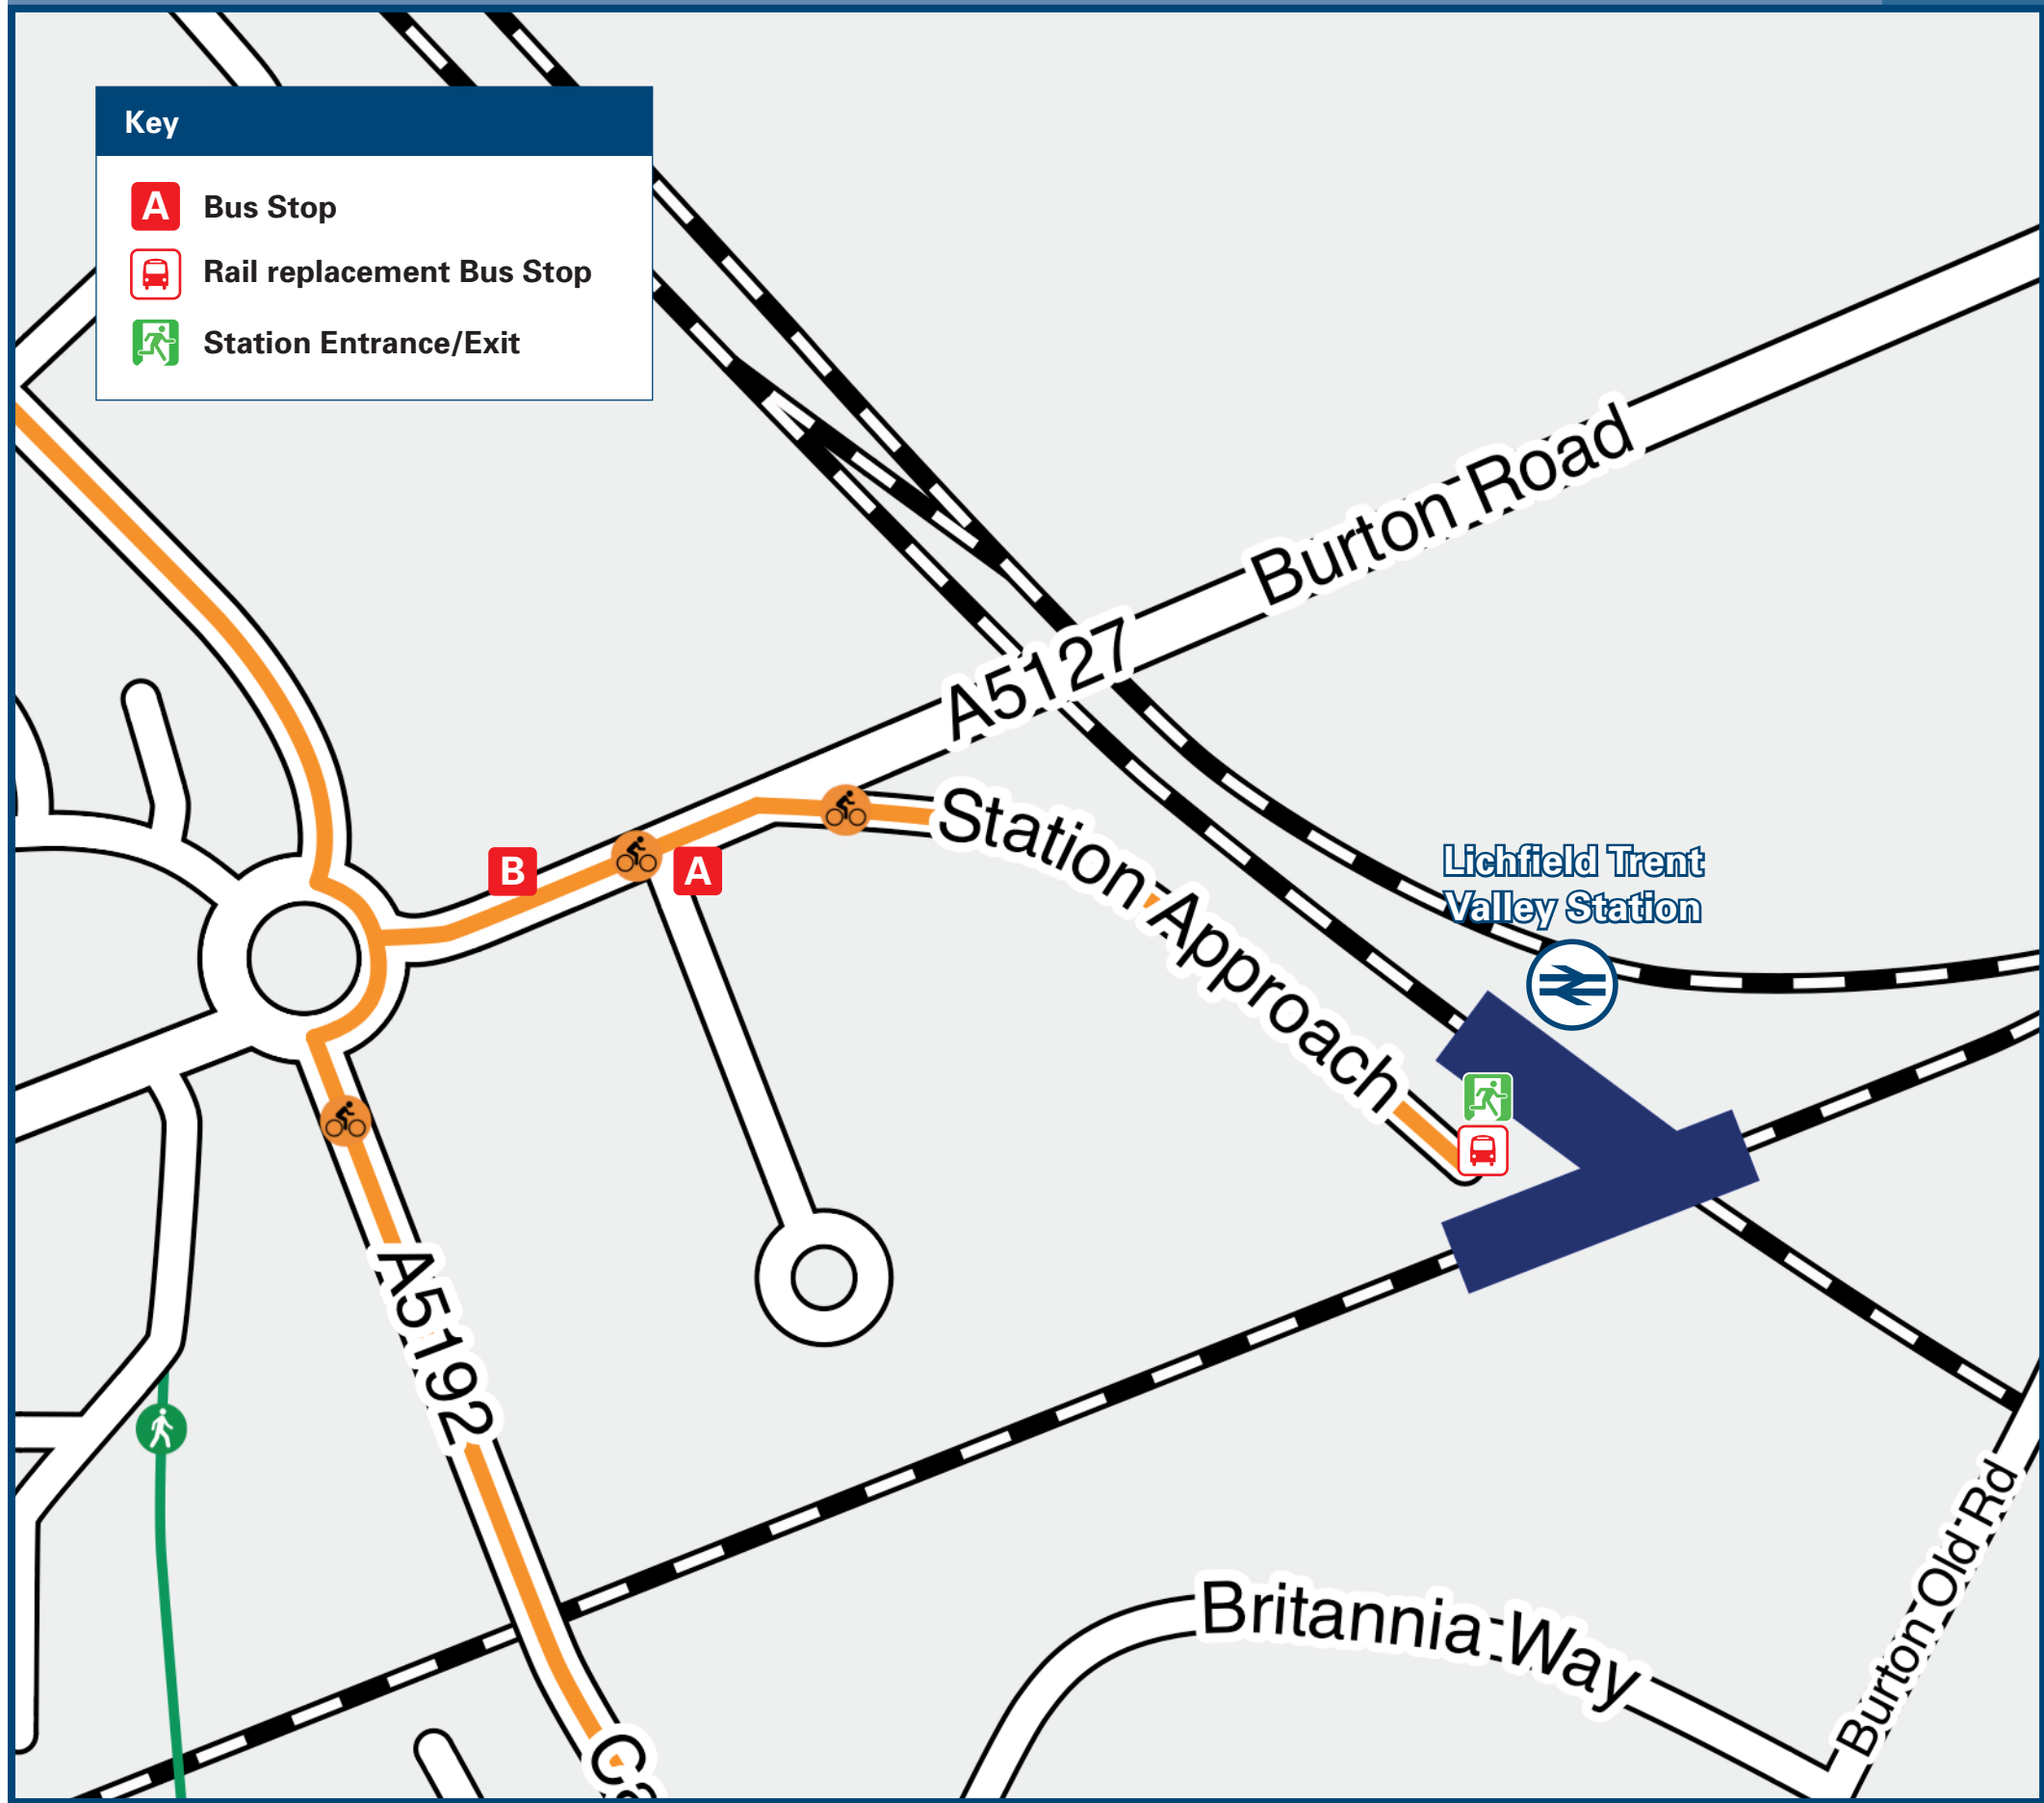 Key
A Bus Stop
Rail replacement Bus Stop
Station Entrance/Exit
Burton Road
A5127
Station Approach
B
A
Lichfield Trent
Valley Station
A5192
Burton Old Rd
Britannia Way